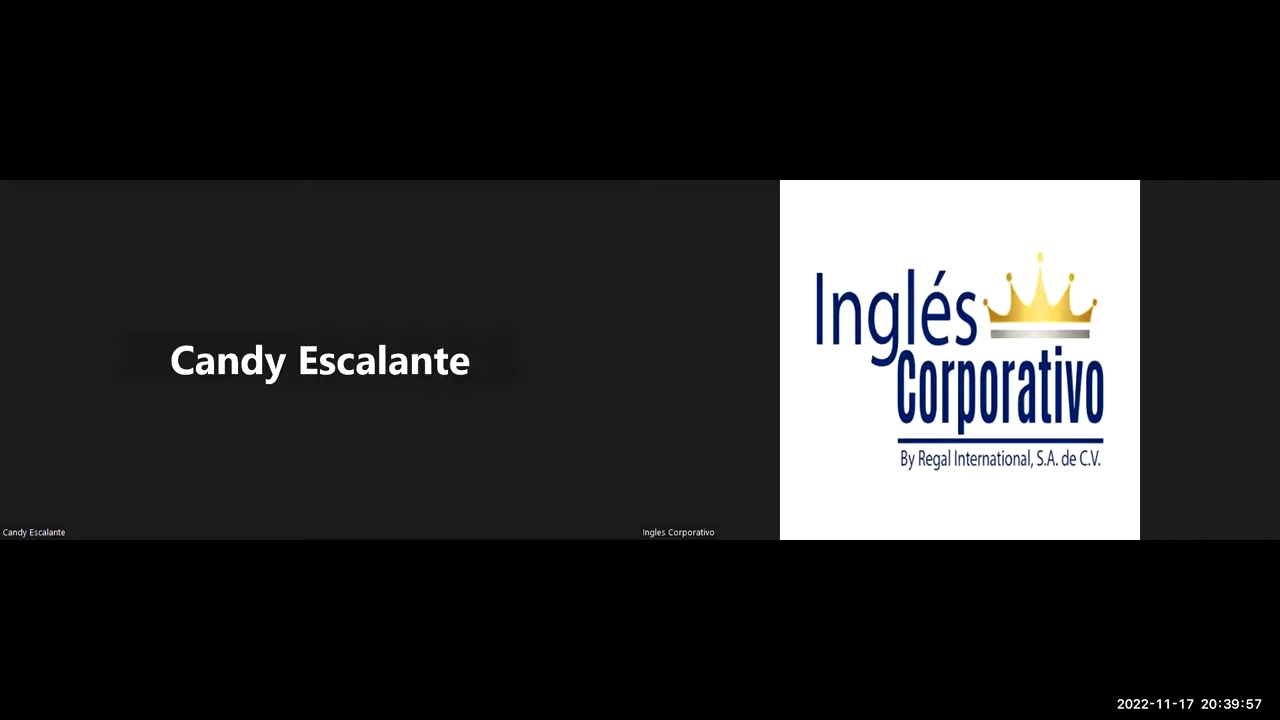 Candy Escalante
Inglés
Corporativo
By Regal International, S.A. de C.V.
Candy Escalante
Ingles Corporativo
2022-11-17 20:39:57